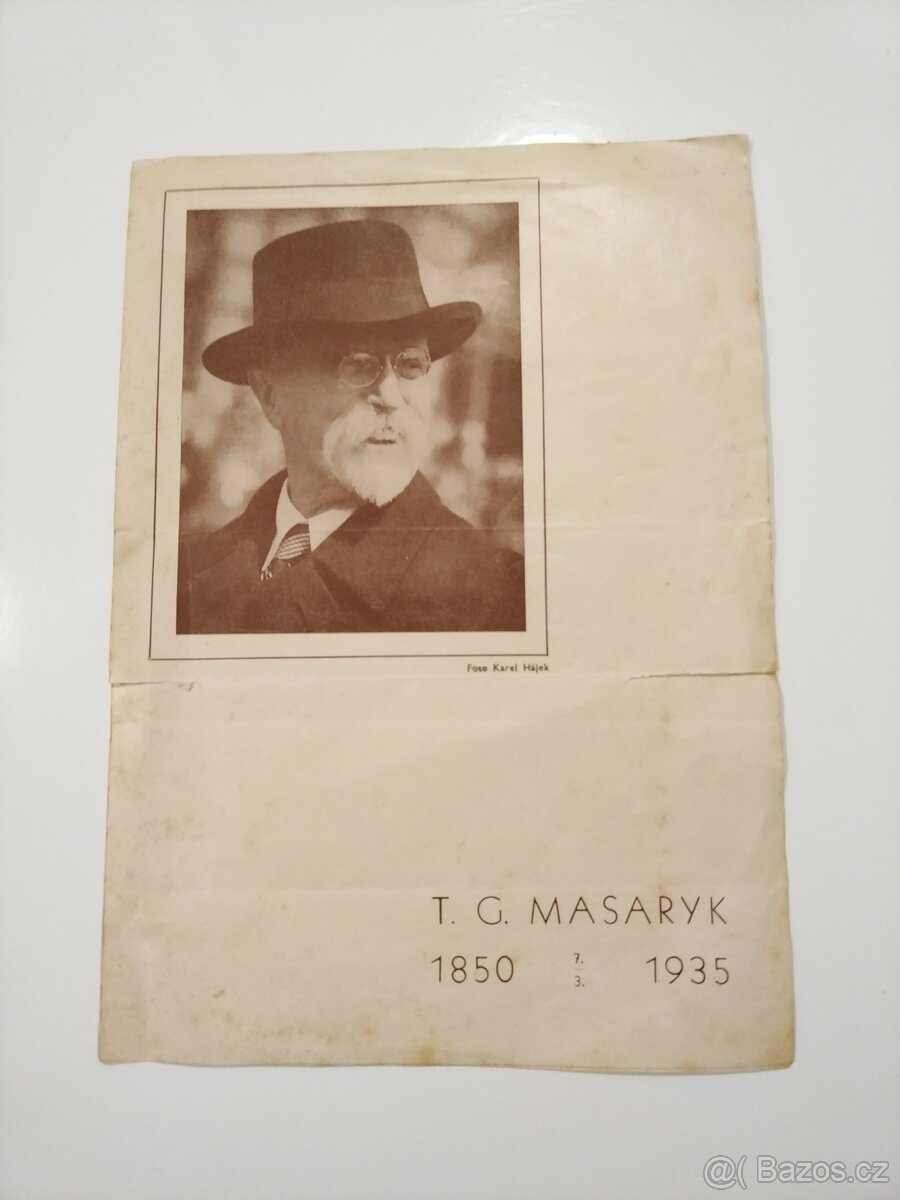 Foto Karel Hájek
T. G. MASARYK
1850 7. 3. 1935
@( Bazos.cz